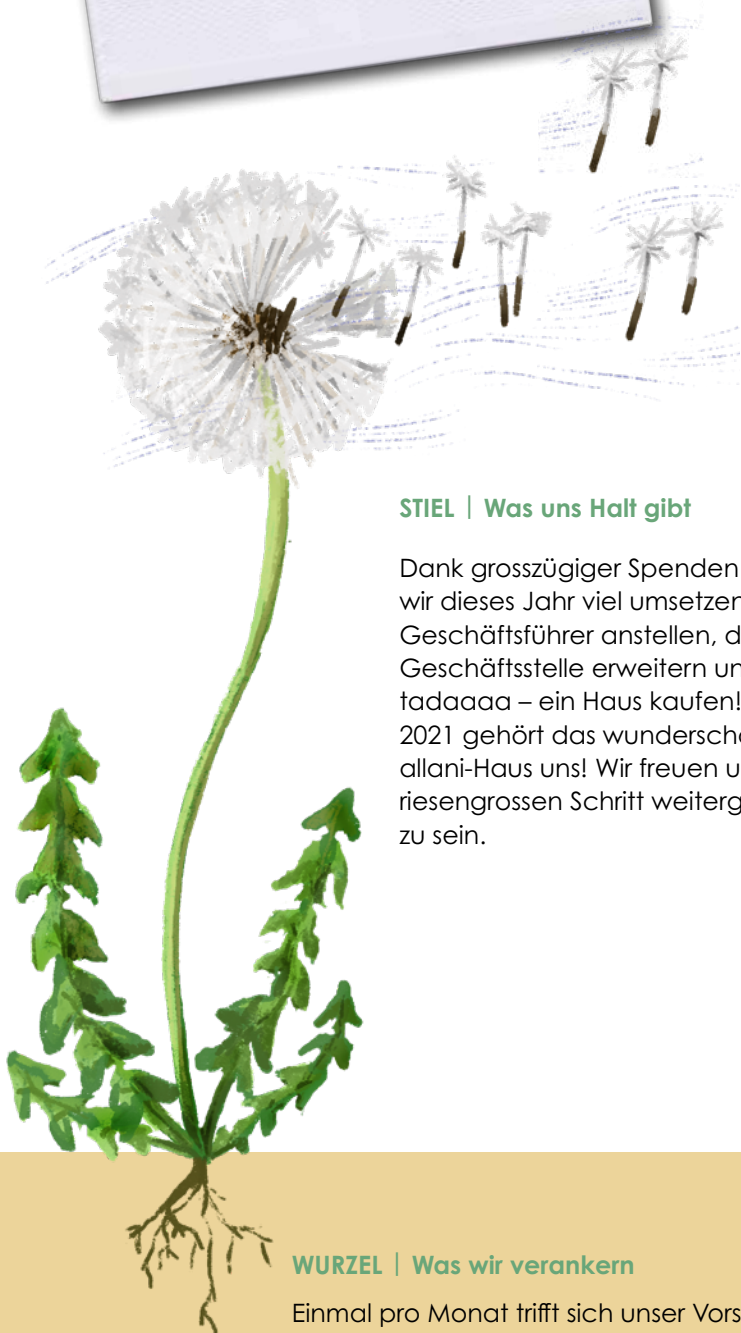 STIEL | Was uns Halt gibt
Dank grosszügiger Spenden
wir dieses Jahr viel umsetzen
Geschäftsführer anstellen, d
Geschäftsstelle erweitern un
tadaaaa – ein Haus kaufen!
2021 gehört das wundersch
allani-Haus uns! Wir freuen u
riesengrossen Schritt weiterg
zu sein.
WURZEL | Was wir verankern
Einmal pro Monat trifft sich unser Vors